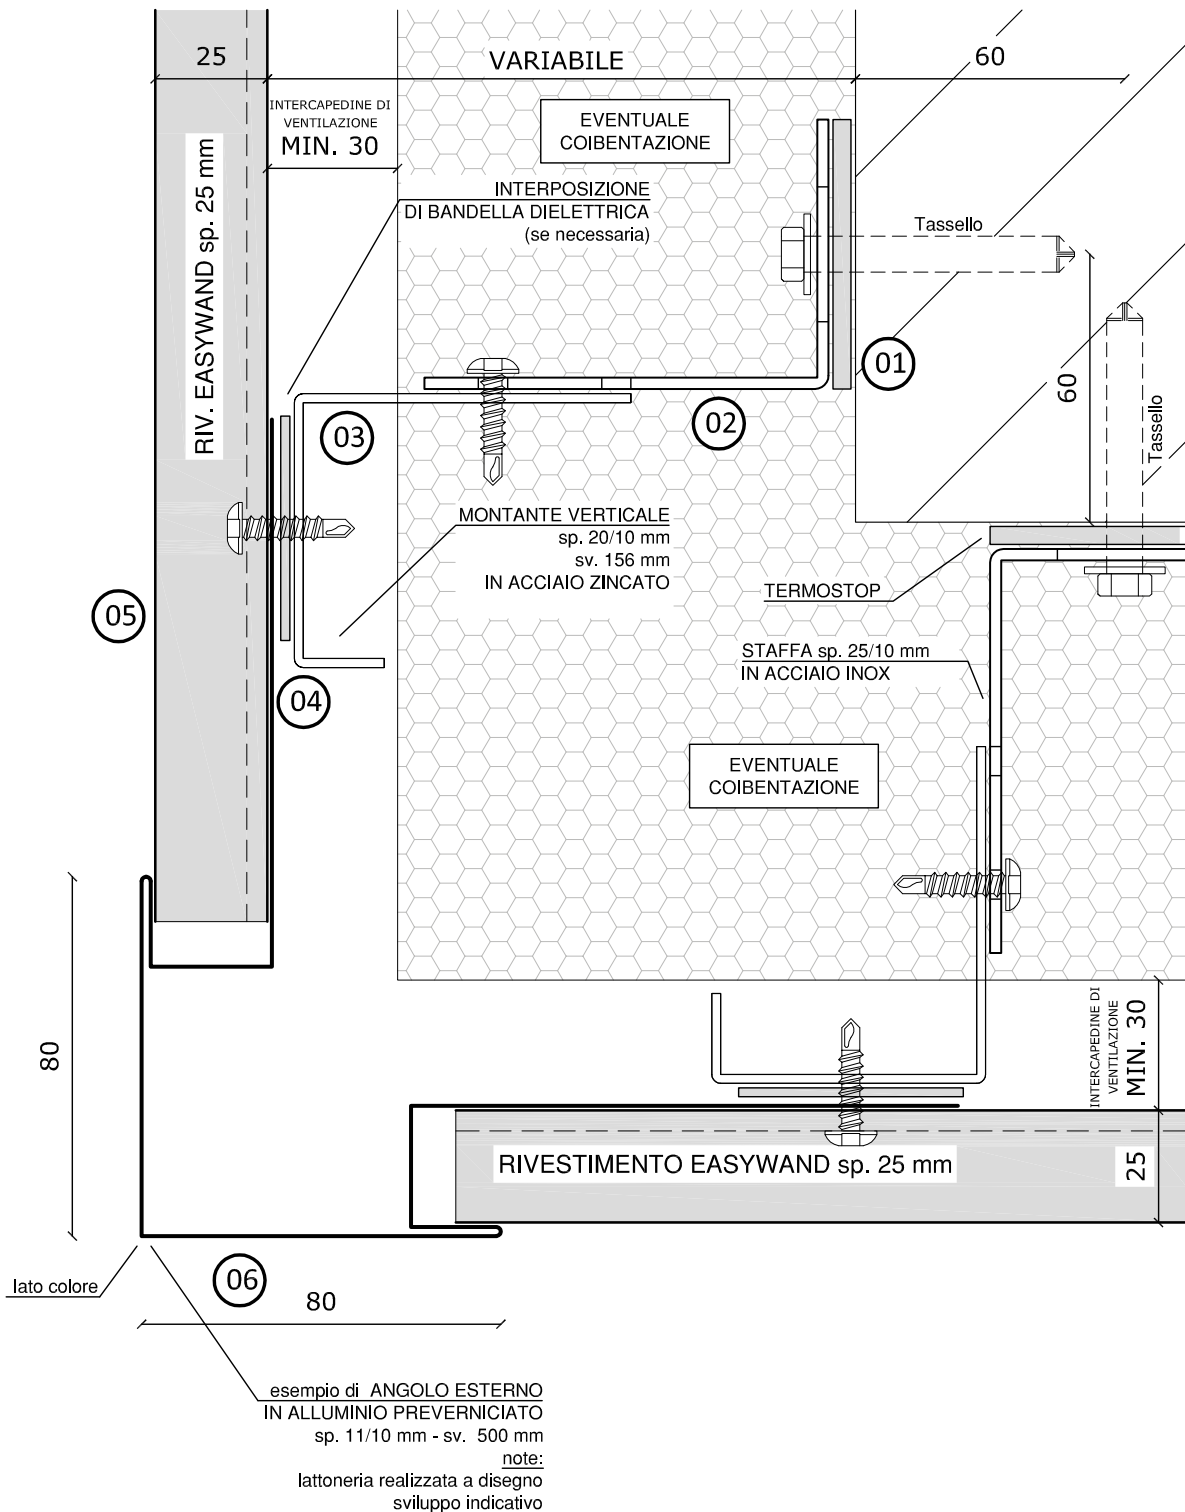 25
VARIABILE
60
INTERCAPEDINE DI
VENTILAZIONE
MIN. 30
EVENTUALE
COIBENTAZIONE
RIV. EASYWAND sp. 25 mm
INTERPOSIZIONE
DI BANDELLA DIELETTRICA
(se necessaria)
Tassello
01
60
Tassello
02
03
MONTANTE VERTICALE
sp. 20/10 mm
sv. 156 mm
IN ACCIAIO ZINCATO
TERMOSTOP
05
STAFFA sp. 25/10 mm
IN ACCIAIO INOX
04
EVENTUALE
COIBENTAZIONE
80
INTERCAPEDINE DI
VENTILAZIONE
MIN. 30
RIVESTIMENTO EASYWAND sp. 25 mm
25
lato colore
06
80
esempio di ANGOLO ESTERNO
IN ALLUMINIO PREVERNICIATO
sp. 11/10 mm - sv. 500 mm
note:
lattoneria realizzata a disegno
sviluppo indicativo